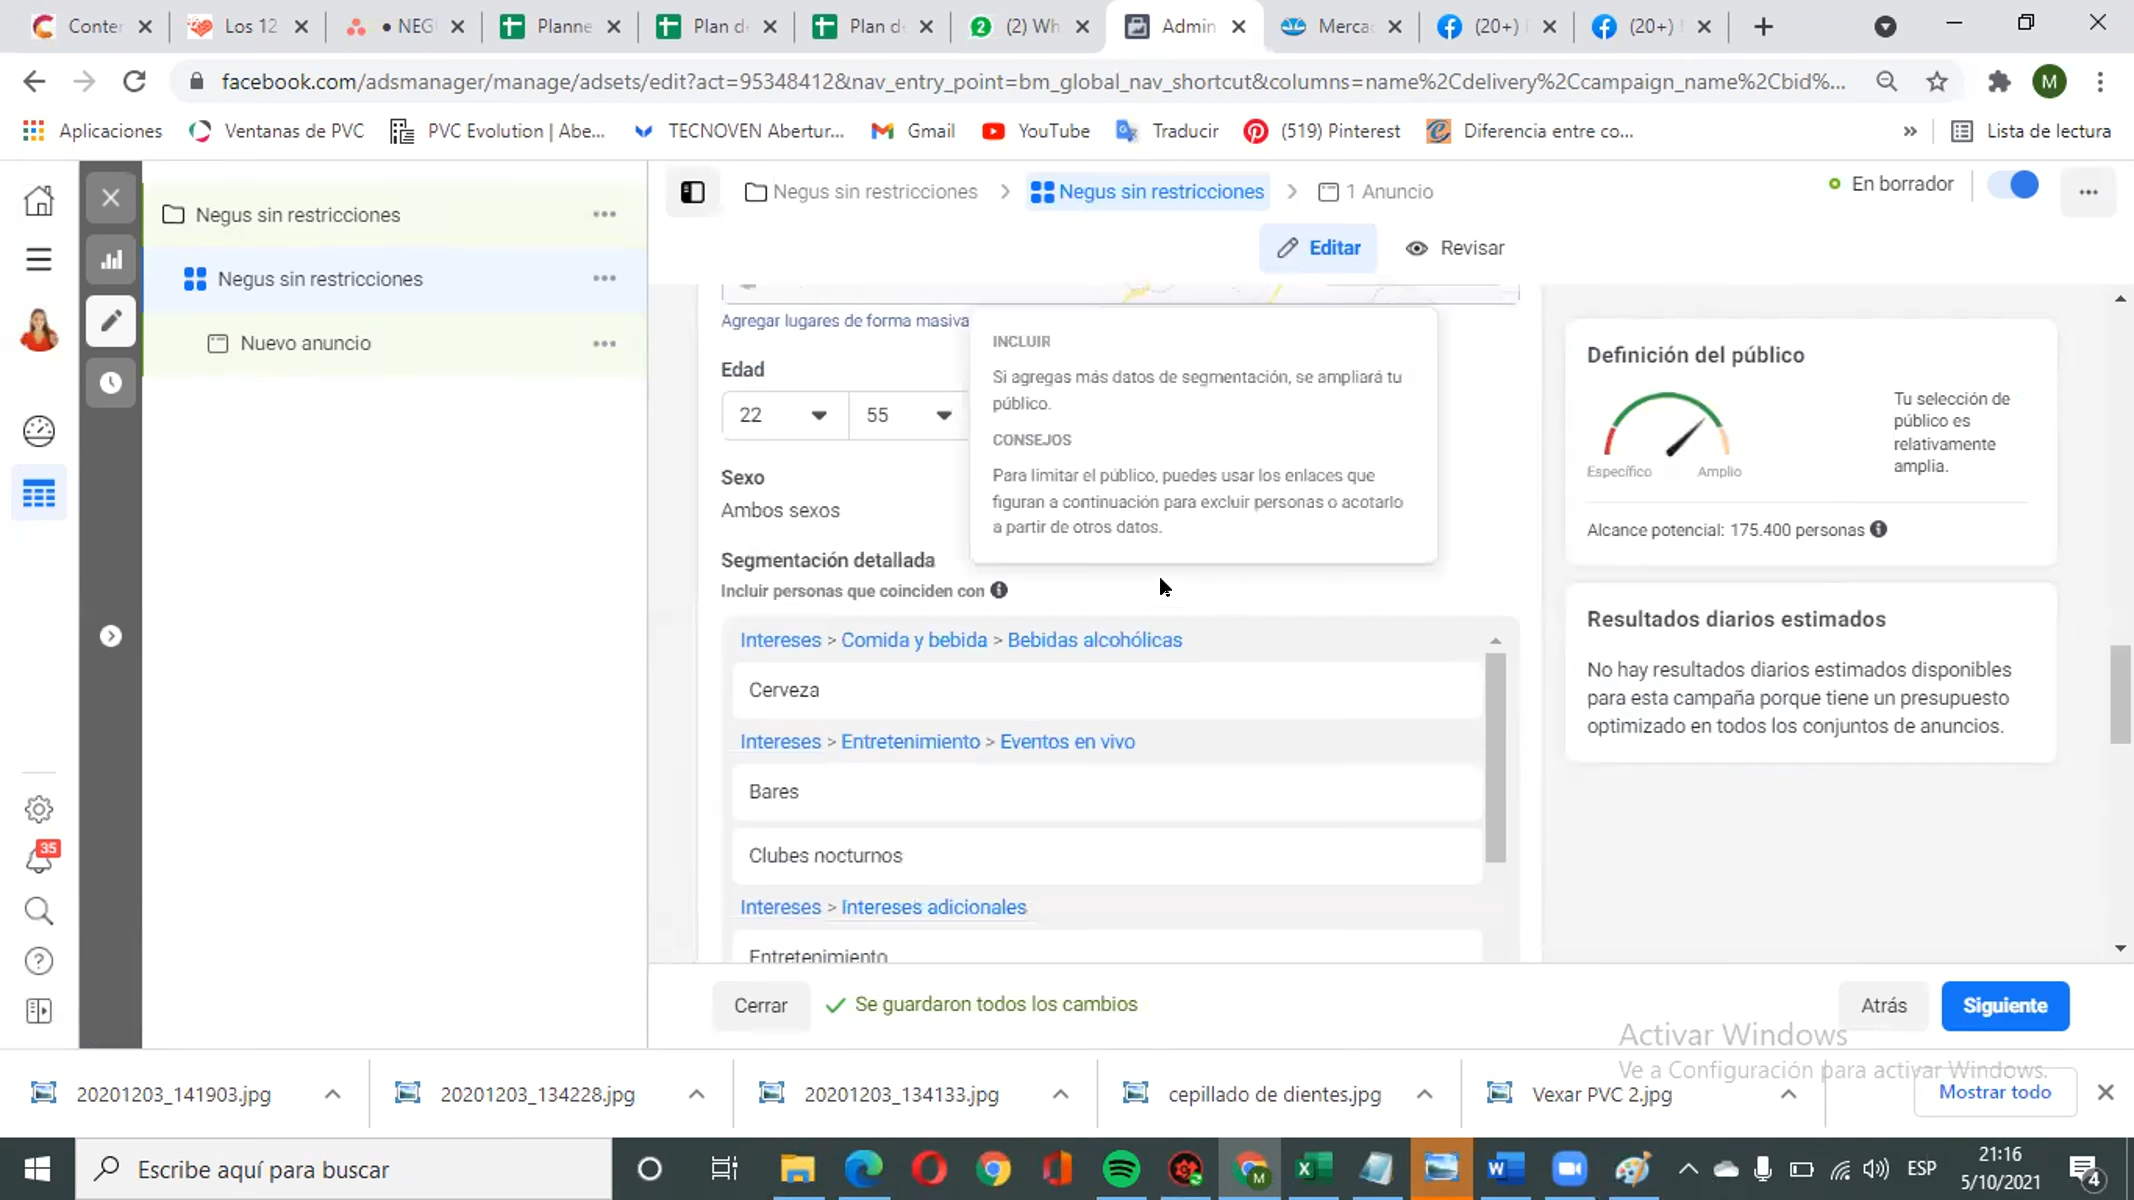 Conter
Los 12
• NEG
Planne
Plan d
Plan d
(2) Wh
Admin
Merca
(20+)
(20+)
facebook.com/adsmanager/manage/adsets/edit?act=95348412&nav_entry_point=bm_global_nav_shortcut&columns=name%2Cdelivery%2Ccampaign_name%2Cbid%...
M
Aplicaciones
Ventanas de PVC
PVC Evolution | Abe...
TECNOVEN Abertur...
Gmail
YouTube
Traducir
(519) Pinterest
Diferencia entre co...
»
Lista de lectura
Negus sin restricciones
Negus sin restricciones
Nuevo anuncio
Negus sin restricciones
Negus sin restricciones
1 Anuncio
En borrador
Editar
Revisar
Agregar lugares de forma masiva
Edad
22
55
Sexo
Ambos sexos
INCLUIR
Si agregas más datos de segmentación, se ampliará tu
público.
CONSEJOS
Para limitar el público, puedes usar los enlaces que
figuran a continuación para excluir personas o acotarlo
a partir de otros datos.
Segmentación detallada
Incluir personas que coinciden con
Intereses > Comida y bebida > Bebidas alcohólicas
Cerveza
Intereses > Entretenimiento > Eventos en vivo
Bares
Clubes nocturnos
Intereses > Intereses adicionales
Entretenimiento
Definición del público
Específico
Amplio
Tu selección de
público es
relativamente
amplia.
Alcance potencial: 175.400 personas
Resultados diarios estimados
No hay resultados diarios estimados disponibles
para esta campaña porque tiene un presupuesto
optimizado en todos los conjuntos de anuncios.
35
Cerrar
Se guardaron todos los cambios
Atrás
Siguiente
Activar Windows
Ve a Configuración para activar Windows.
20201203_141903.jpg
20201203_134228.jpg
20201203_134133.jpg
cepillado de dientes.jpg
Vexar PVC 2.jpg
Mostrar todo
Escribe aquí para buscar
ESP
21:16
5/10/2021
4